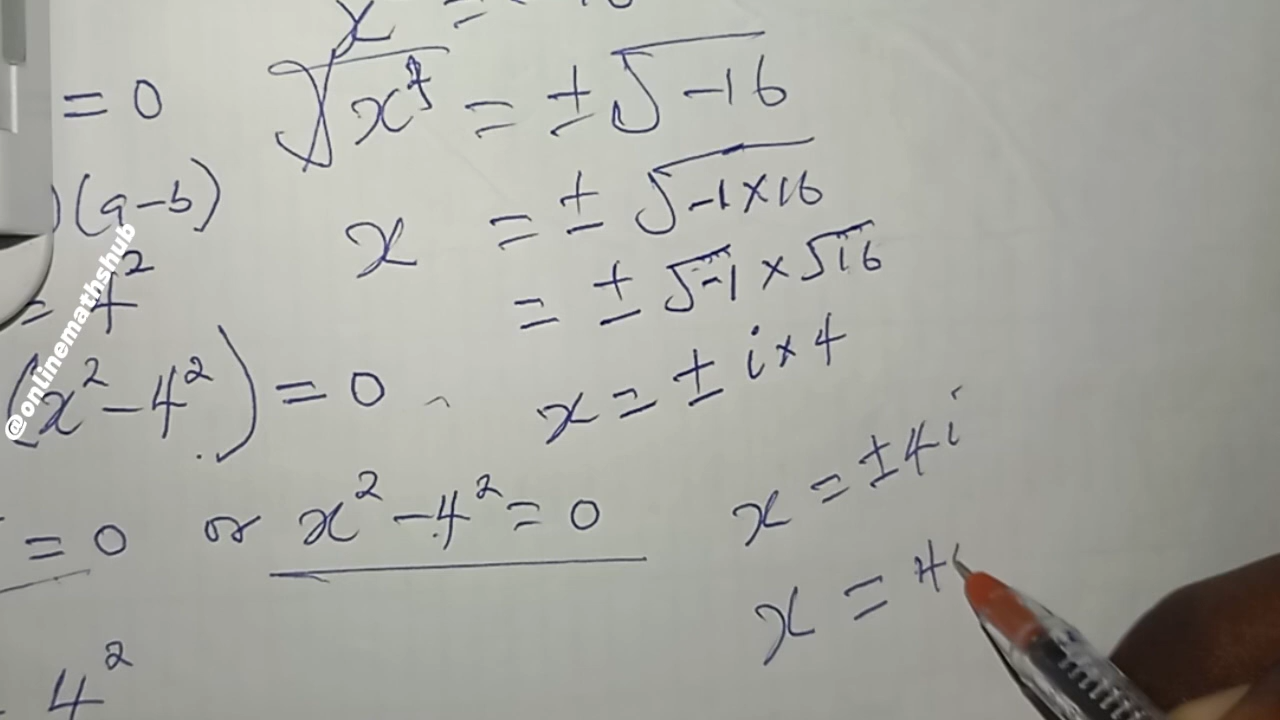 = 0
)(a-b)
= 4²
(x²-4²) = 0
= 0 or x²-4² = 0
4²
x =
√x² = ±√-16
x = ±√-1×16
= ±√-1×√16
x = ± i×4
x = ±4i
x = 4i
@onlinemathshub